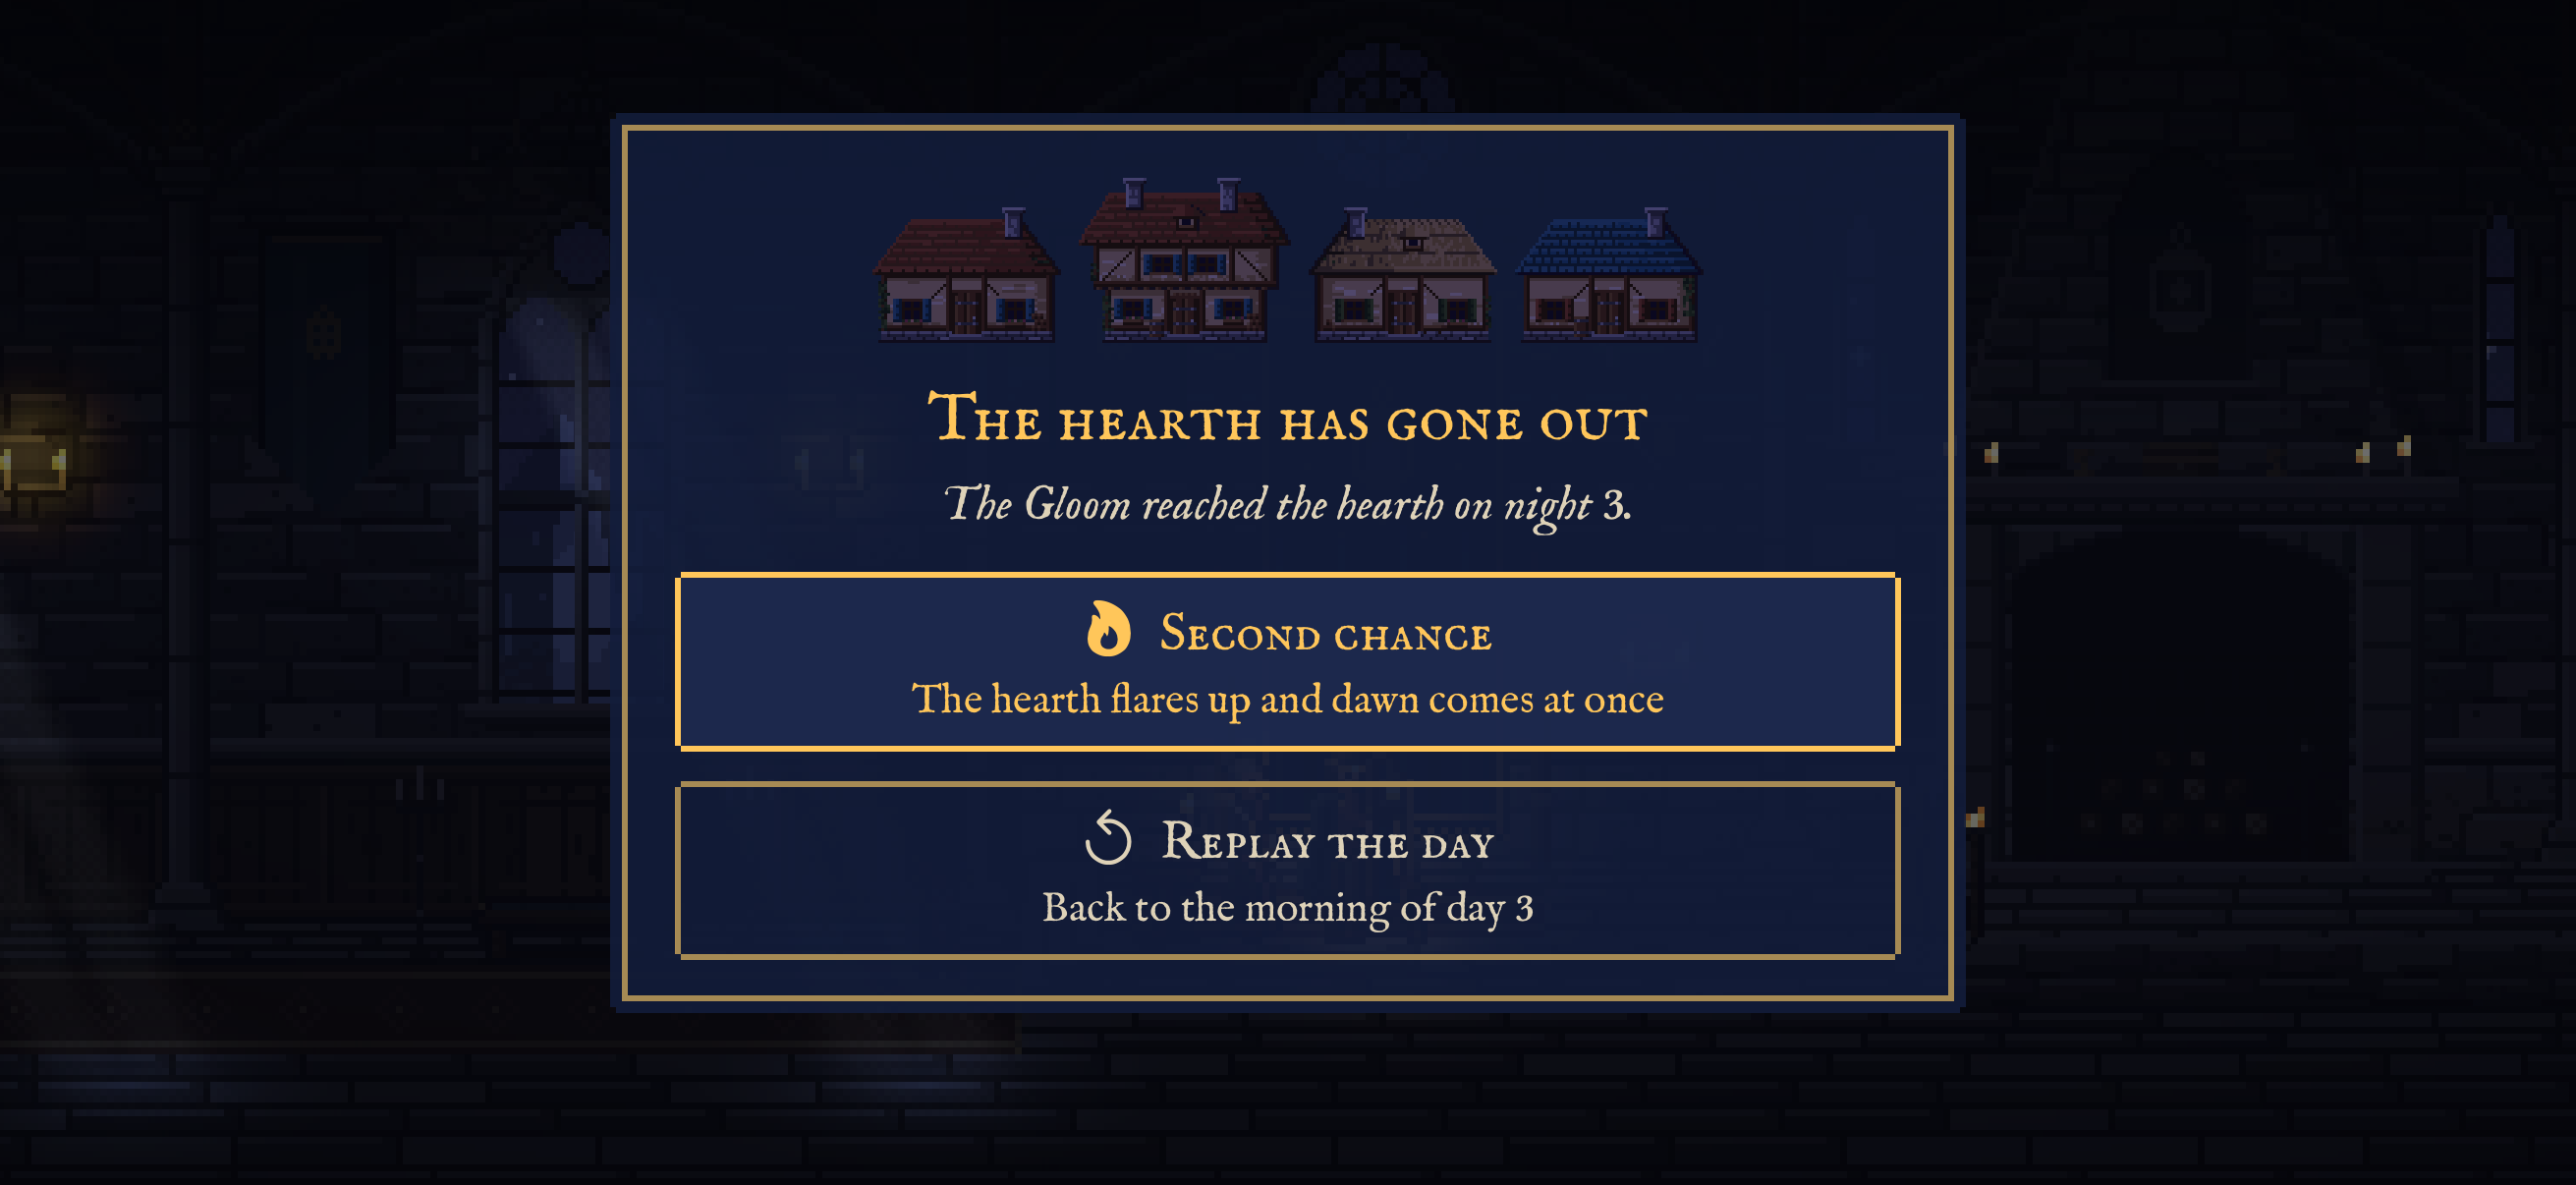 The hearth has gone out
The Gloom reached the hearth on night 3.
Second chance
The hearth flares up and dawn comes at once
Replay the day
Back to the morning of day 3